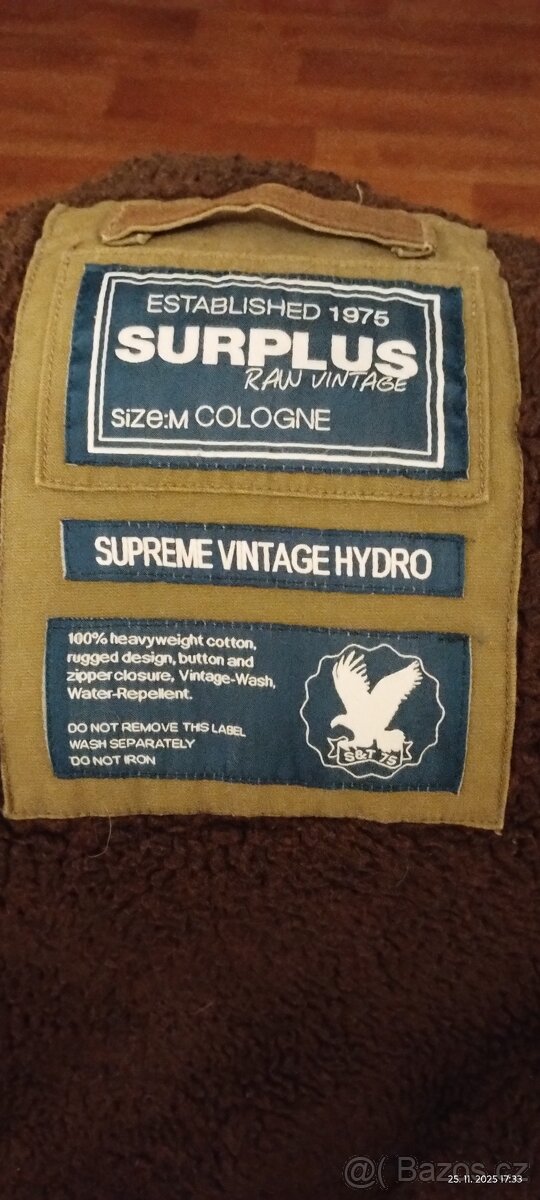 ESTABLISHED 1975
SURPLUS
RAW VINTAGE
SiZE:M COLOGNE
SUPREME VINTAGE HYDRO
100% heavyweight cotton,
rugged design, button and
zipper closure, Vintage-Wash,
Water-Repellent.
DO NOT REMOVE THIS LABEL
WASH SEPARATELY
DO NOT IRON
S&T 75
@( Bazos.cz
25. 11. 2025 17:33